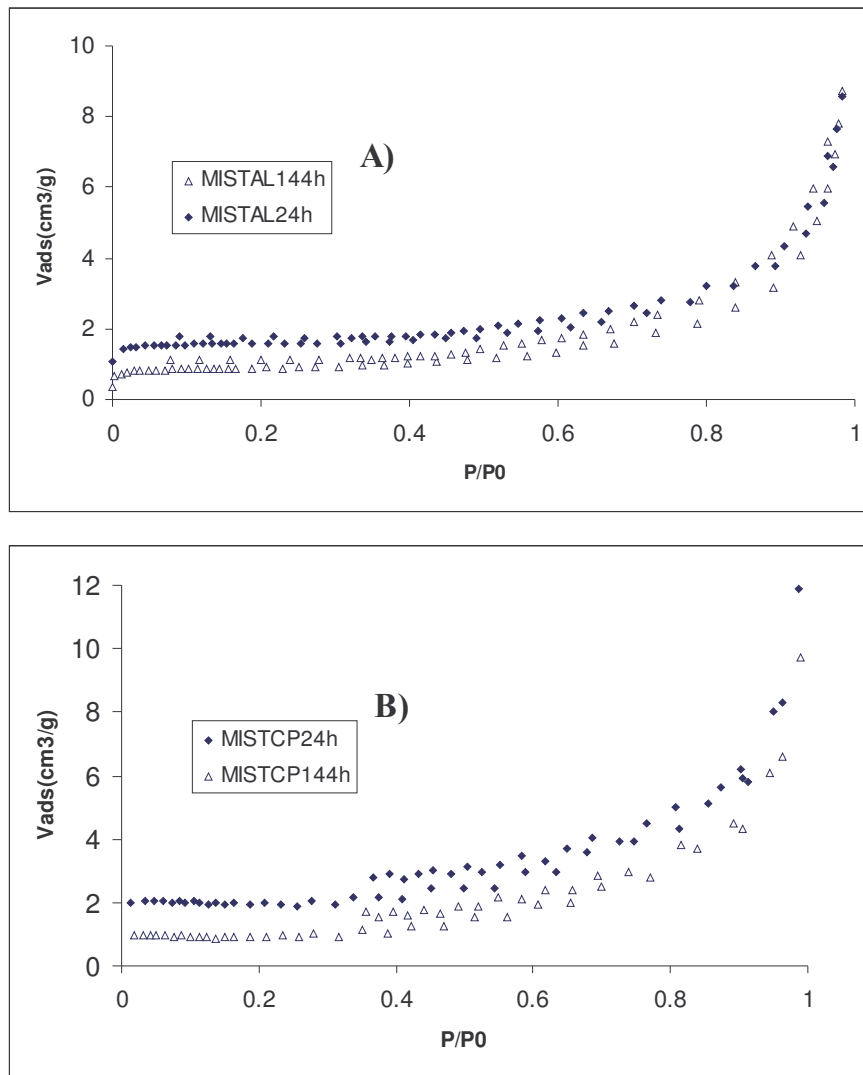 10
8
6
4
2
0
Vads(cm3/g)
A)
△ MISTAL144h
◆ MISTAL24h
0 0.2 0.4 0.6 0.8 1
P/P0
12
10
8
6
4
2
0
Vads(cm3/g)
B)
◆ MISTCP24h
△ MISTCP144h
0 0.2 0.4 0.6 0.8 1
P/P0